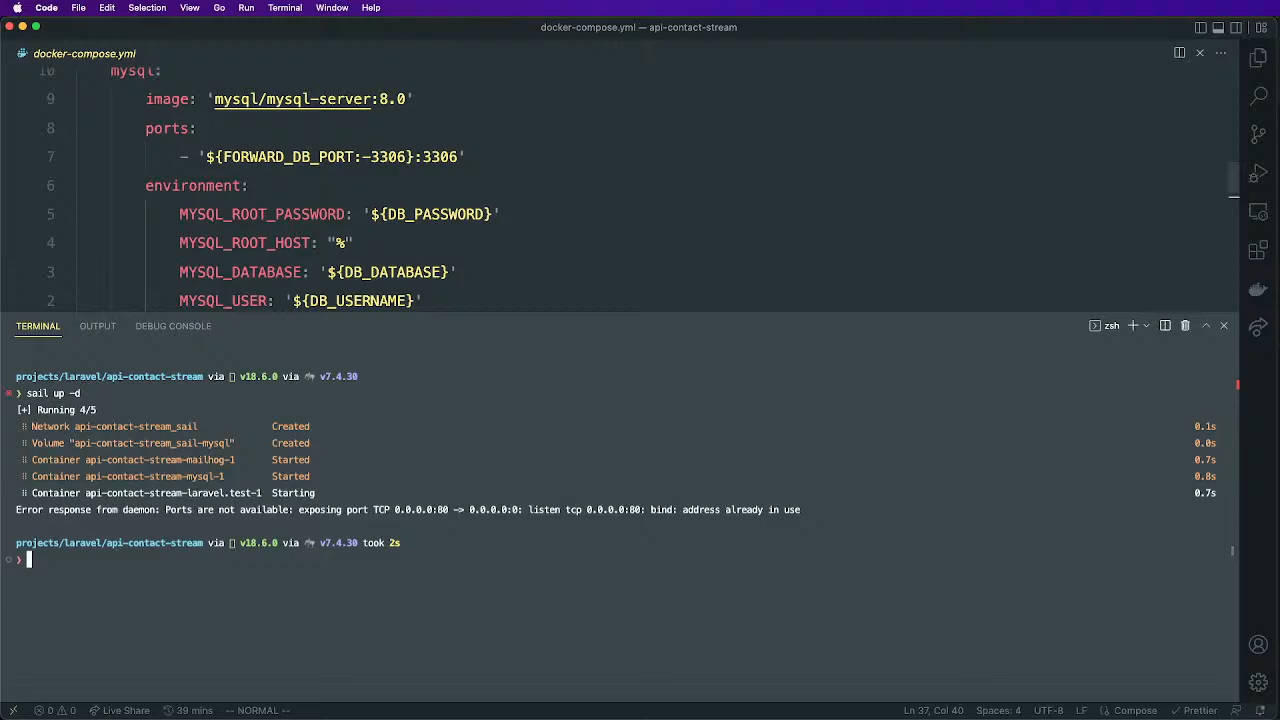 Code File Edit Selection View Go Run Terminal Window Help
docker-compose.yml — api-contact-stream
docker-compose.yml
10 mysql:
9 image: 'mysql/mysql-server:8.0'
8 ports:
7 - '${FORWARD_DB_PORT:-3306}:3306'
6 environment:
5 MYSQL_ROOT_PASSWORD: '${DB_PASSWORD}'
4 MYSQL_ROOT_HOST: "%"
3 MYSQL_DATABASE: '${DB_DATABASE}'
2 MYSQL_USER: '${DB_USERNAME}'
TERMINAL OUTPUT DEBUG CONSOLE zsh
projects/laravel/api-contact-stream via v18.6.0 via v7.4.30
❯ sail up -d
[+] Running 4/5
⠿ Network api-contact-stream_sail Created 0.1s
⠿ Volume "api-contact-stream_sail-mysql" Created 0.0s
⠿ Container api-contact-stream-mailhog-1 Started 0.7s
⠿ Container api-contact-stream-mysql-1 Started 0.8s
⠿ Container api-contact-stream-laravel.test-1 Starting 0.7s
Error response from daemon: Ports are not available: exposing port TCP 0.0.0.0:80 -> 0.0.0.0:0: listen tcp 0.0.0.0:80: bind: address already in use
projects/laravel/api-contact-stream via v18.6.0 via v7.4.30 took 2s
❯
0 0 Live Share 39 mins -- NORMAL -- Ln 37, Col 40 Spaces: 4 UTF-8 LF Compose Prettier